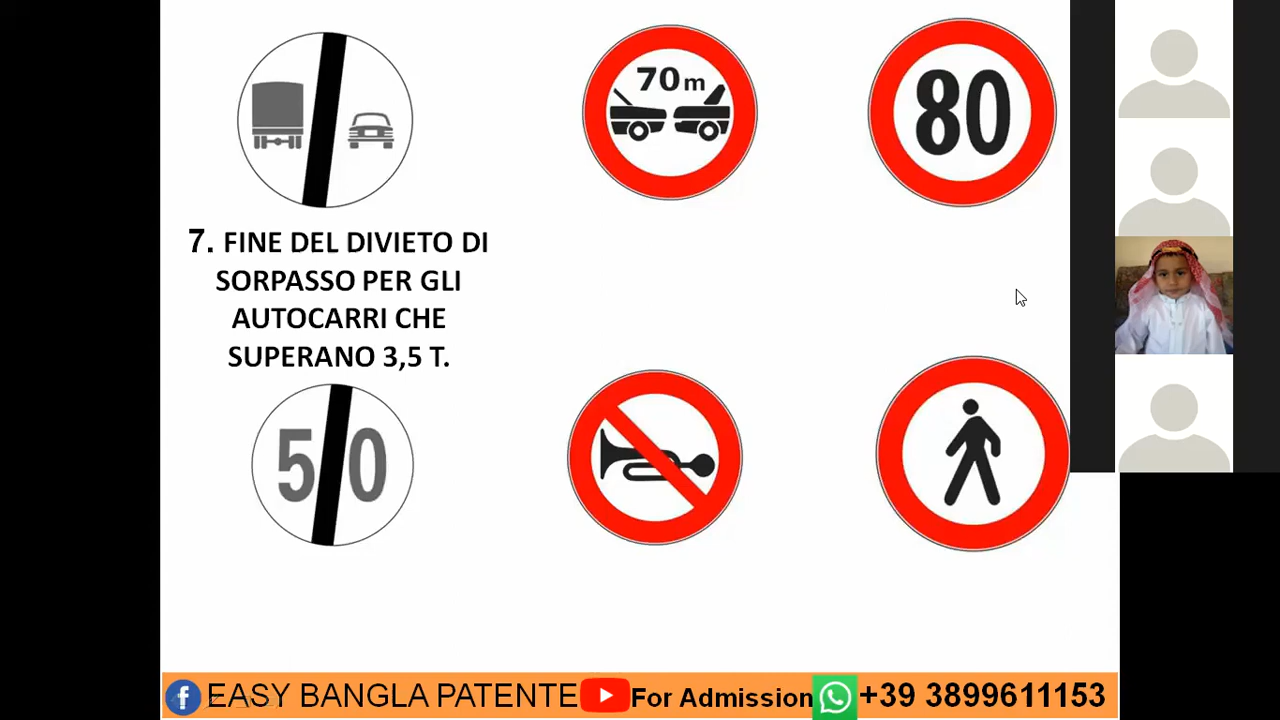 70 m
80
7. FINE DEL DIVIETO DI
SORPASSO PER GLI
AUTOCARRI CHE
SUPERANO 3,5 T.
50
EASY BANGLA PATENTE For Admission +39 3899611153